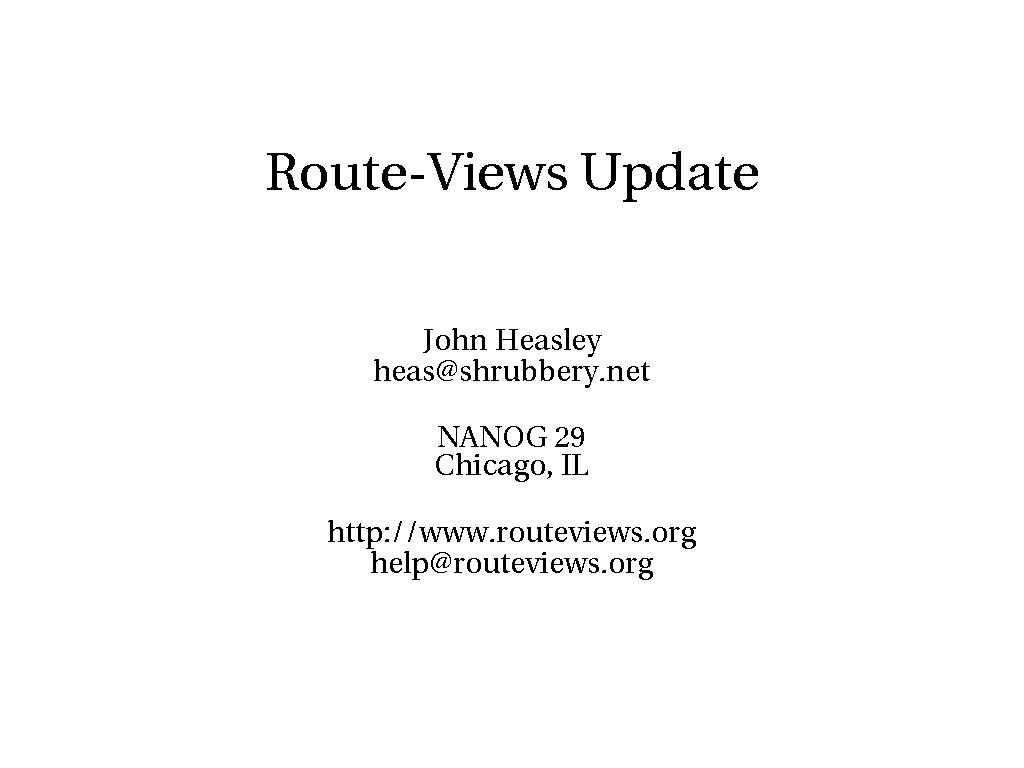 Route-Views Update
John Heasley
heas@shrubbery.net
NANOG 29
Chicago, IL
http://www.routeviews.org
help@routeviews.org